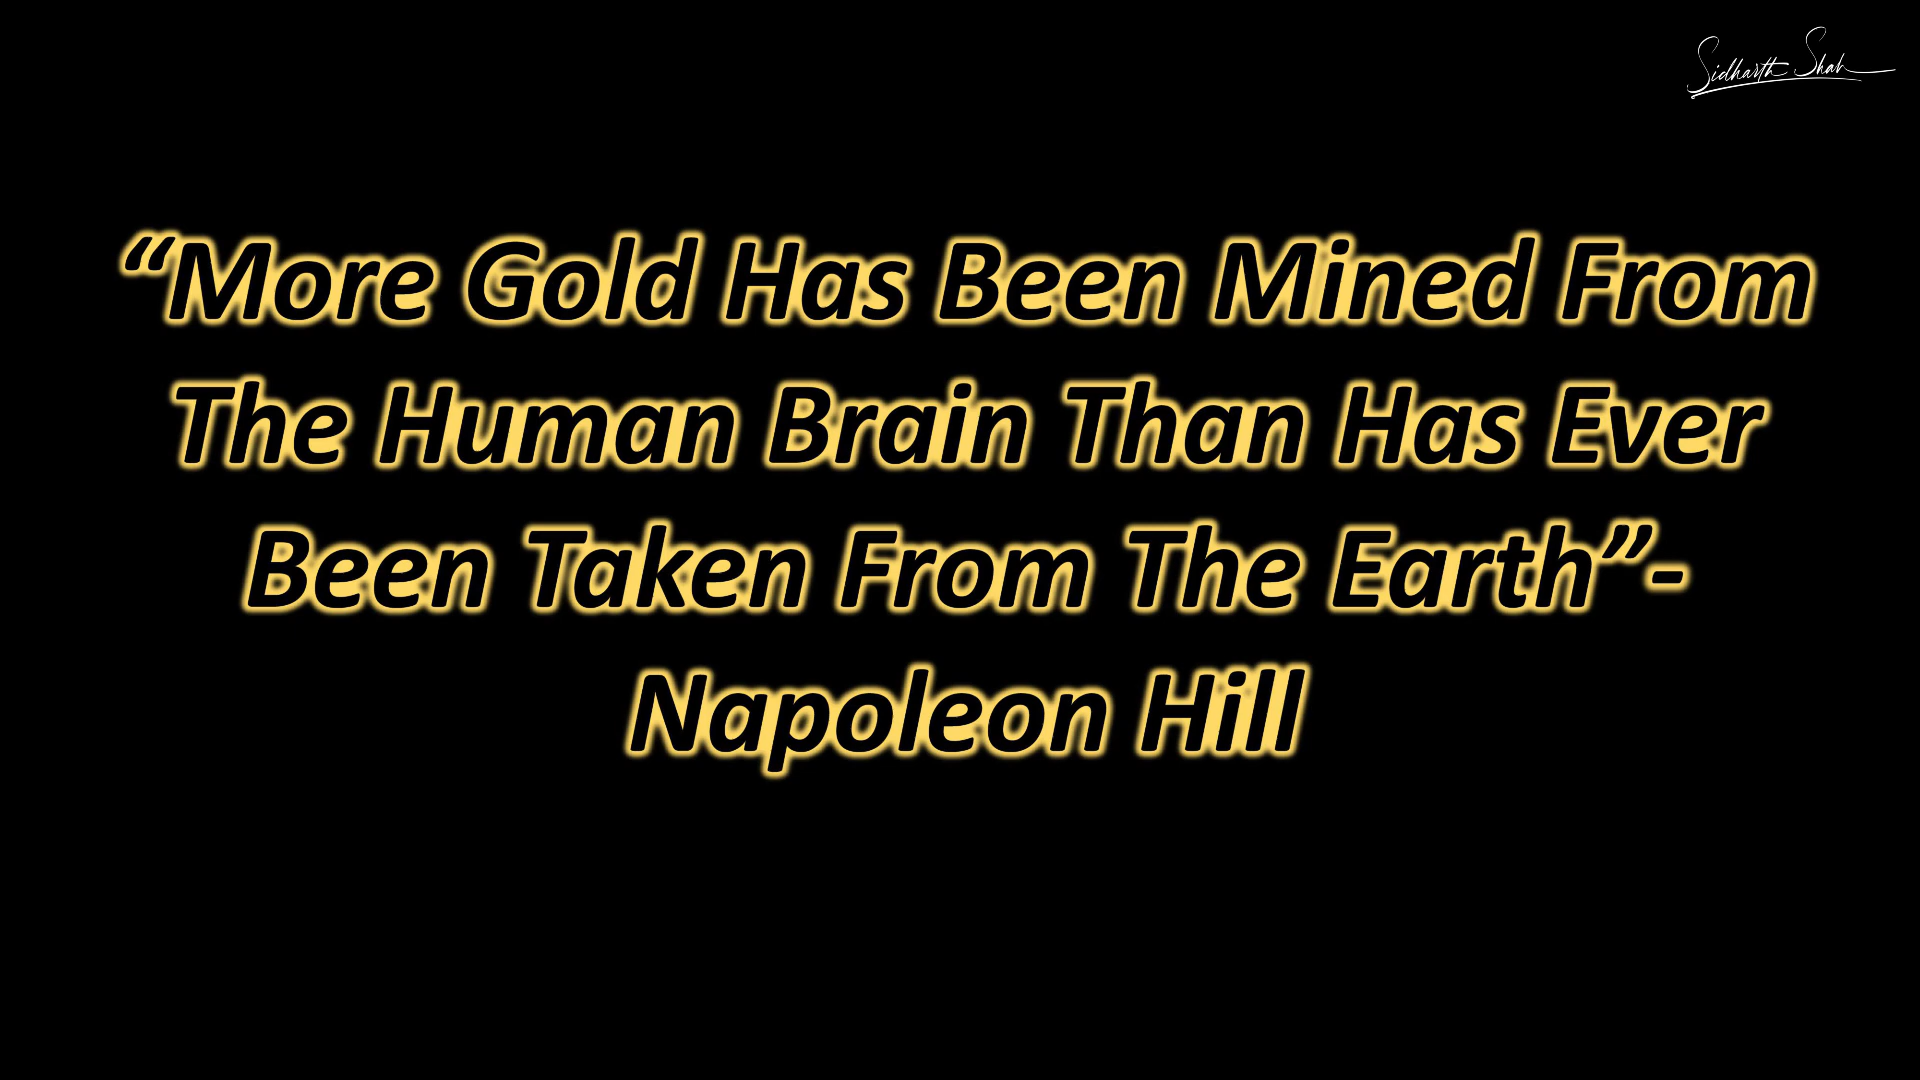 Sidharth Shah
“More Gold Has Been Mined From
The Human Brain Than Has Ever
Been Taken From The Earth”-
Napoleon Hill